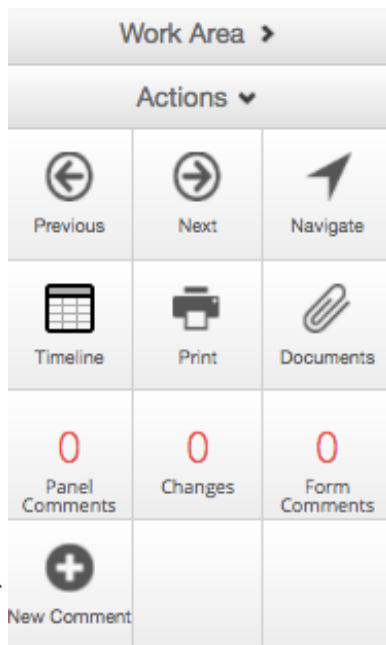 Work Area
Actions
Previous
Next
Navigate
Timeline
Print
Documents
0
0
0
Panel
Comments
Changes
Form
Comments
New Comment